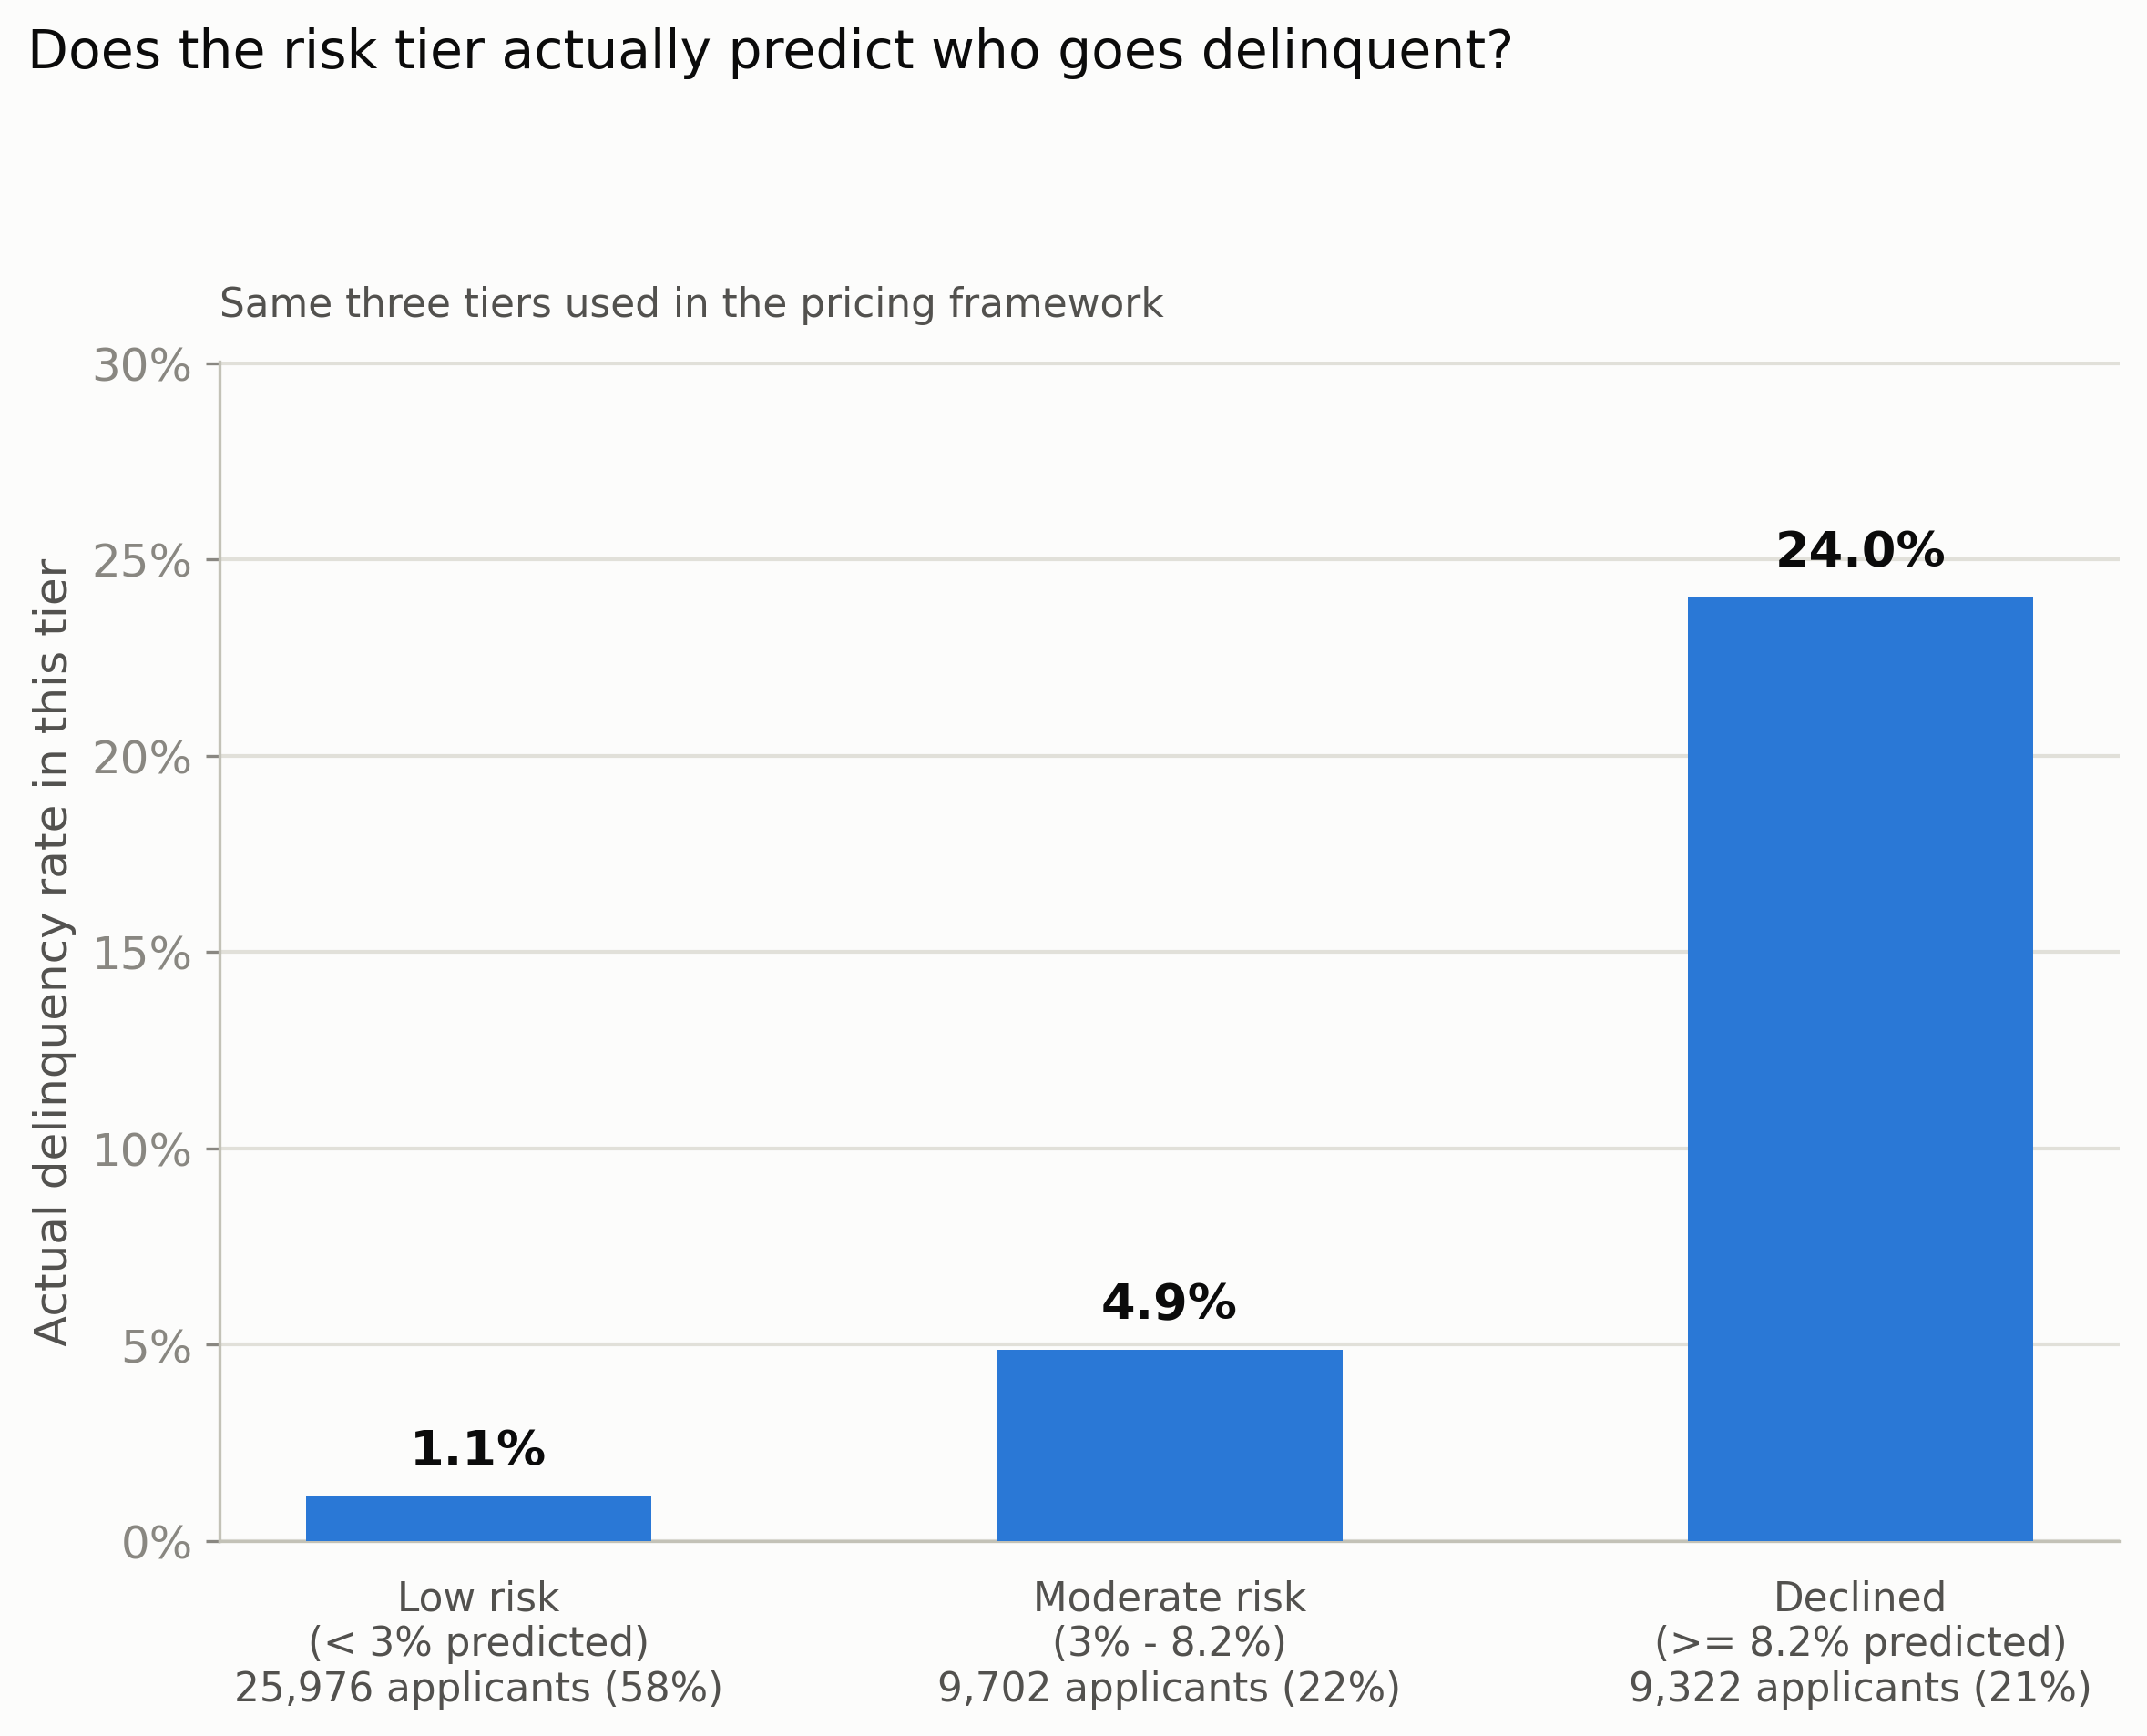 Does the risk tier actually predict who goes delinquent?
Same three tiers used in the pricing framework
Actual delinquency rate in this tier
30%
25%
20%
15%
10%
5%
0%
1.1%
4.9%
24.0%
Low risk
(< 3% predicted)
25,976 applicants (58%)
Moderate risk
(3% - 8.2%)
9,702 applicants (22%)
Declined
(>= 8.2% predicted)
9,322 applicants (21%)